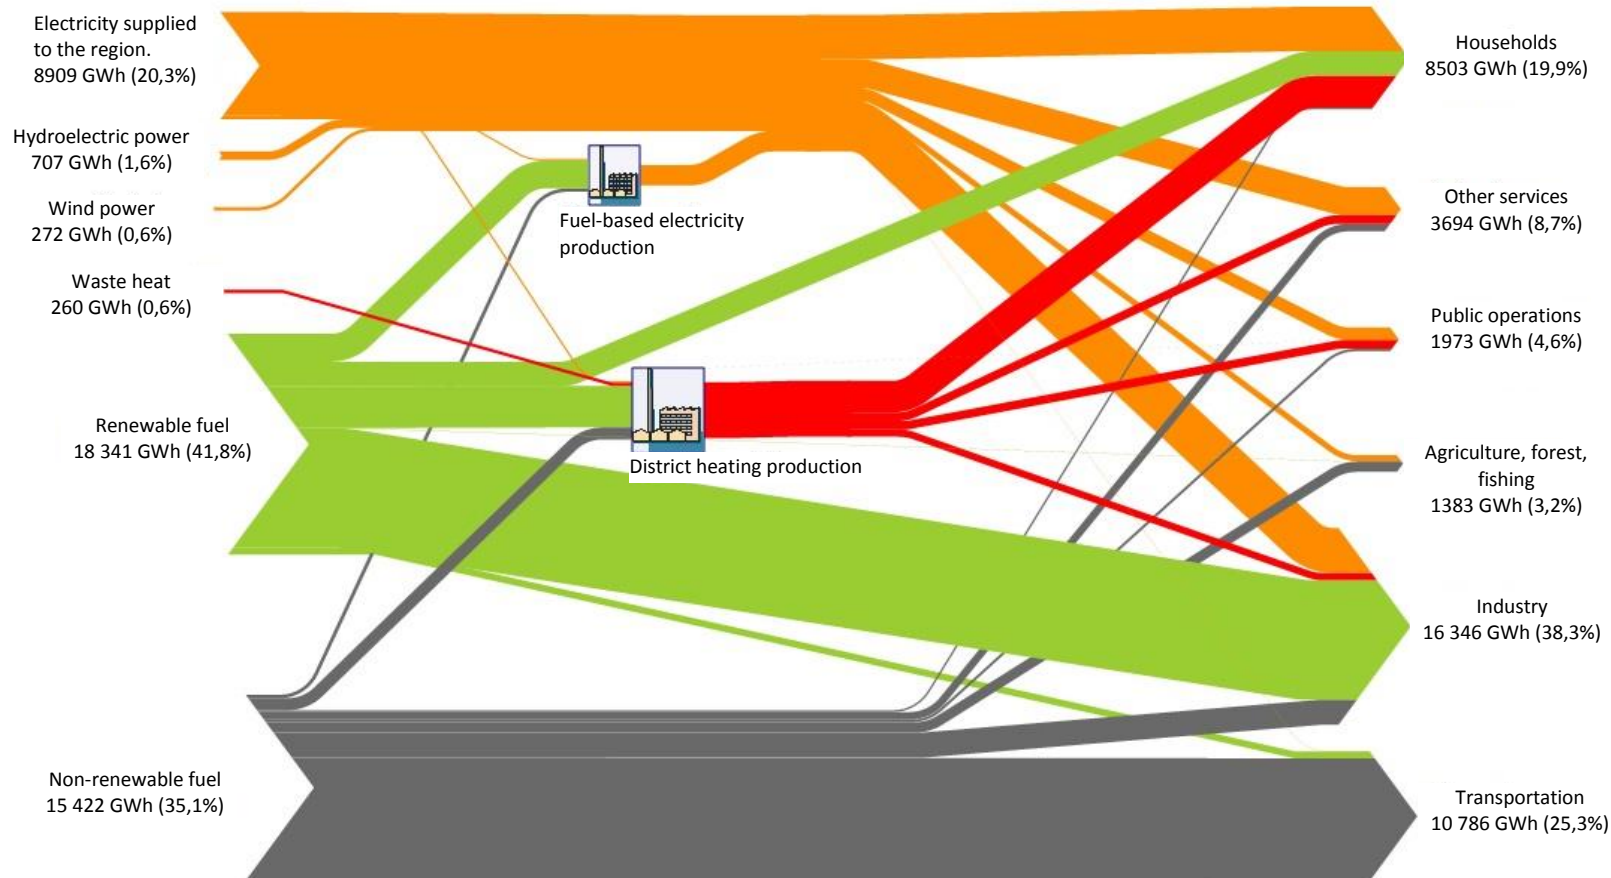 Electricity supplied
to the region.
8909 GWh (20,3%)
Hydroelectric power
707 GWh (1,6%)
Wind power
272 GWh (0,6%)
Waste heat
260 GWh (0,6%)
Renewable fuel
18 341 GWh (41,8%)
Non-renewable fuel
15 422 GWh (35,1%)
Fuel-based electricity
production
District heating production
Households
8503 GWh (19,9%)
Other services
3694 GWh (8,7%)
Public operations
1973 GWh (4,6%)
Agriculture, forest,
fishing
1383 GWh (3,2%)
Industry
16 346 GWh (38,3%)
Transportation
10 786 GWh (25,3%)